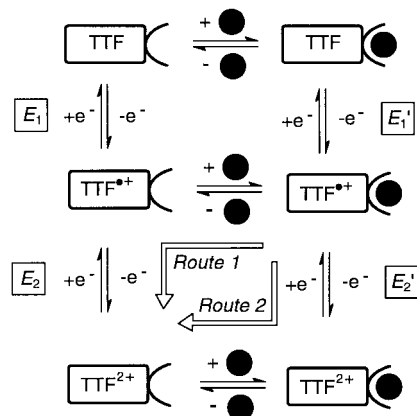 +
TTF TTF
-
E₁ +e⁻ -e⁻ +e⁻ -e⁻ E₁'
+
TTF•+ TTF•+
-
Route 1
E₂ +e⁻ -e⁻ +e⁻ -e⁻ E₂'
Route 2
+
TTF²⁺ TTF²⁺
-